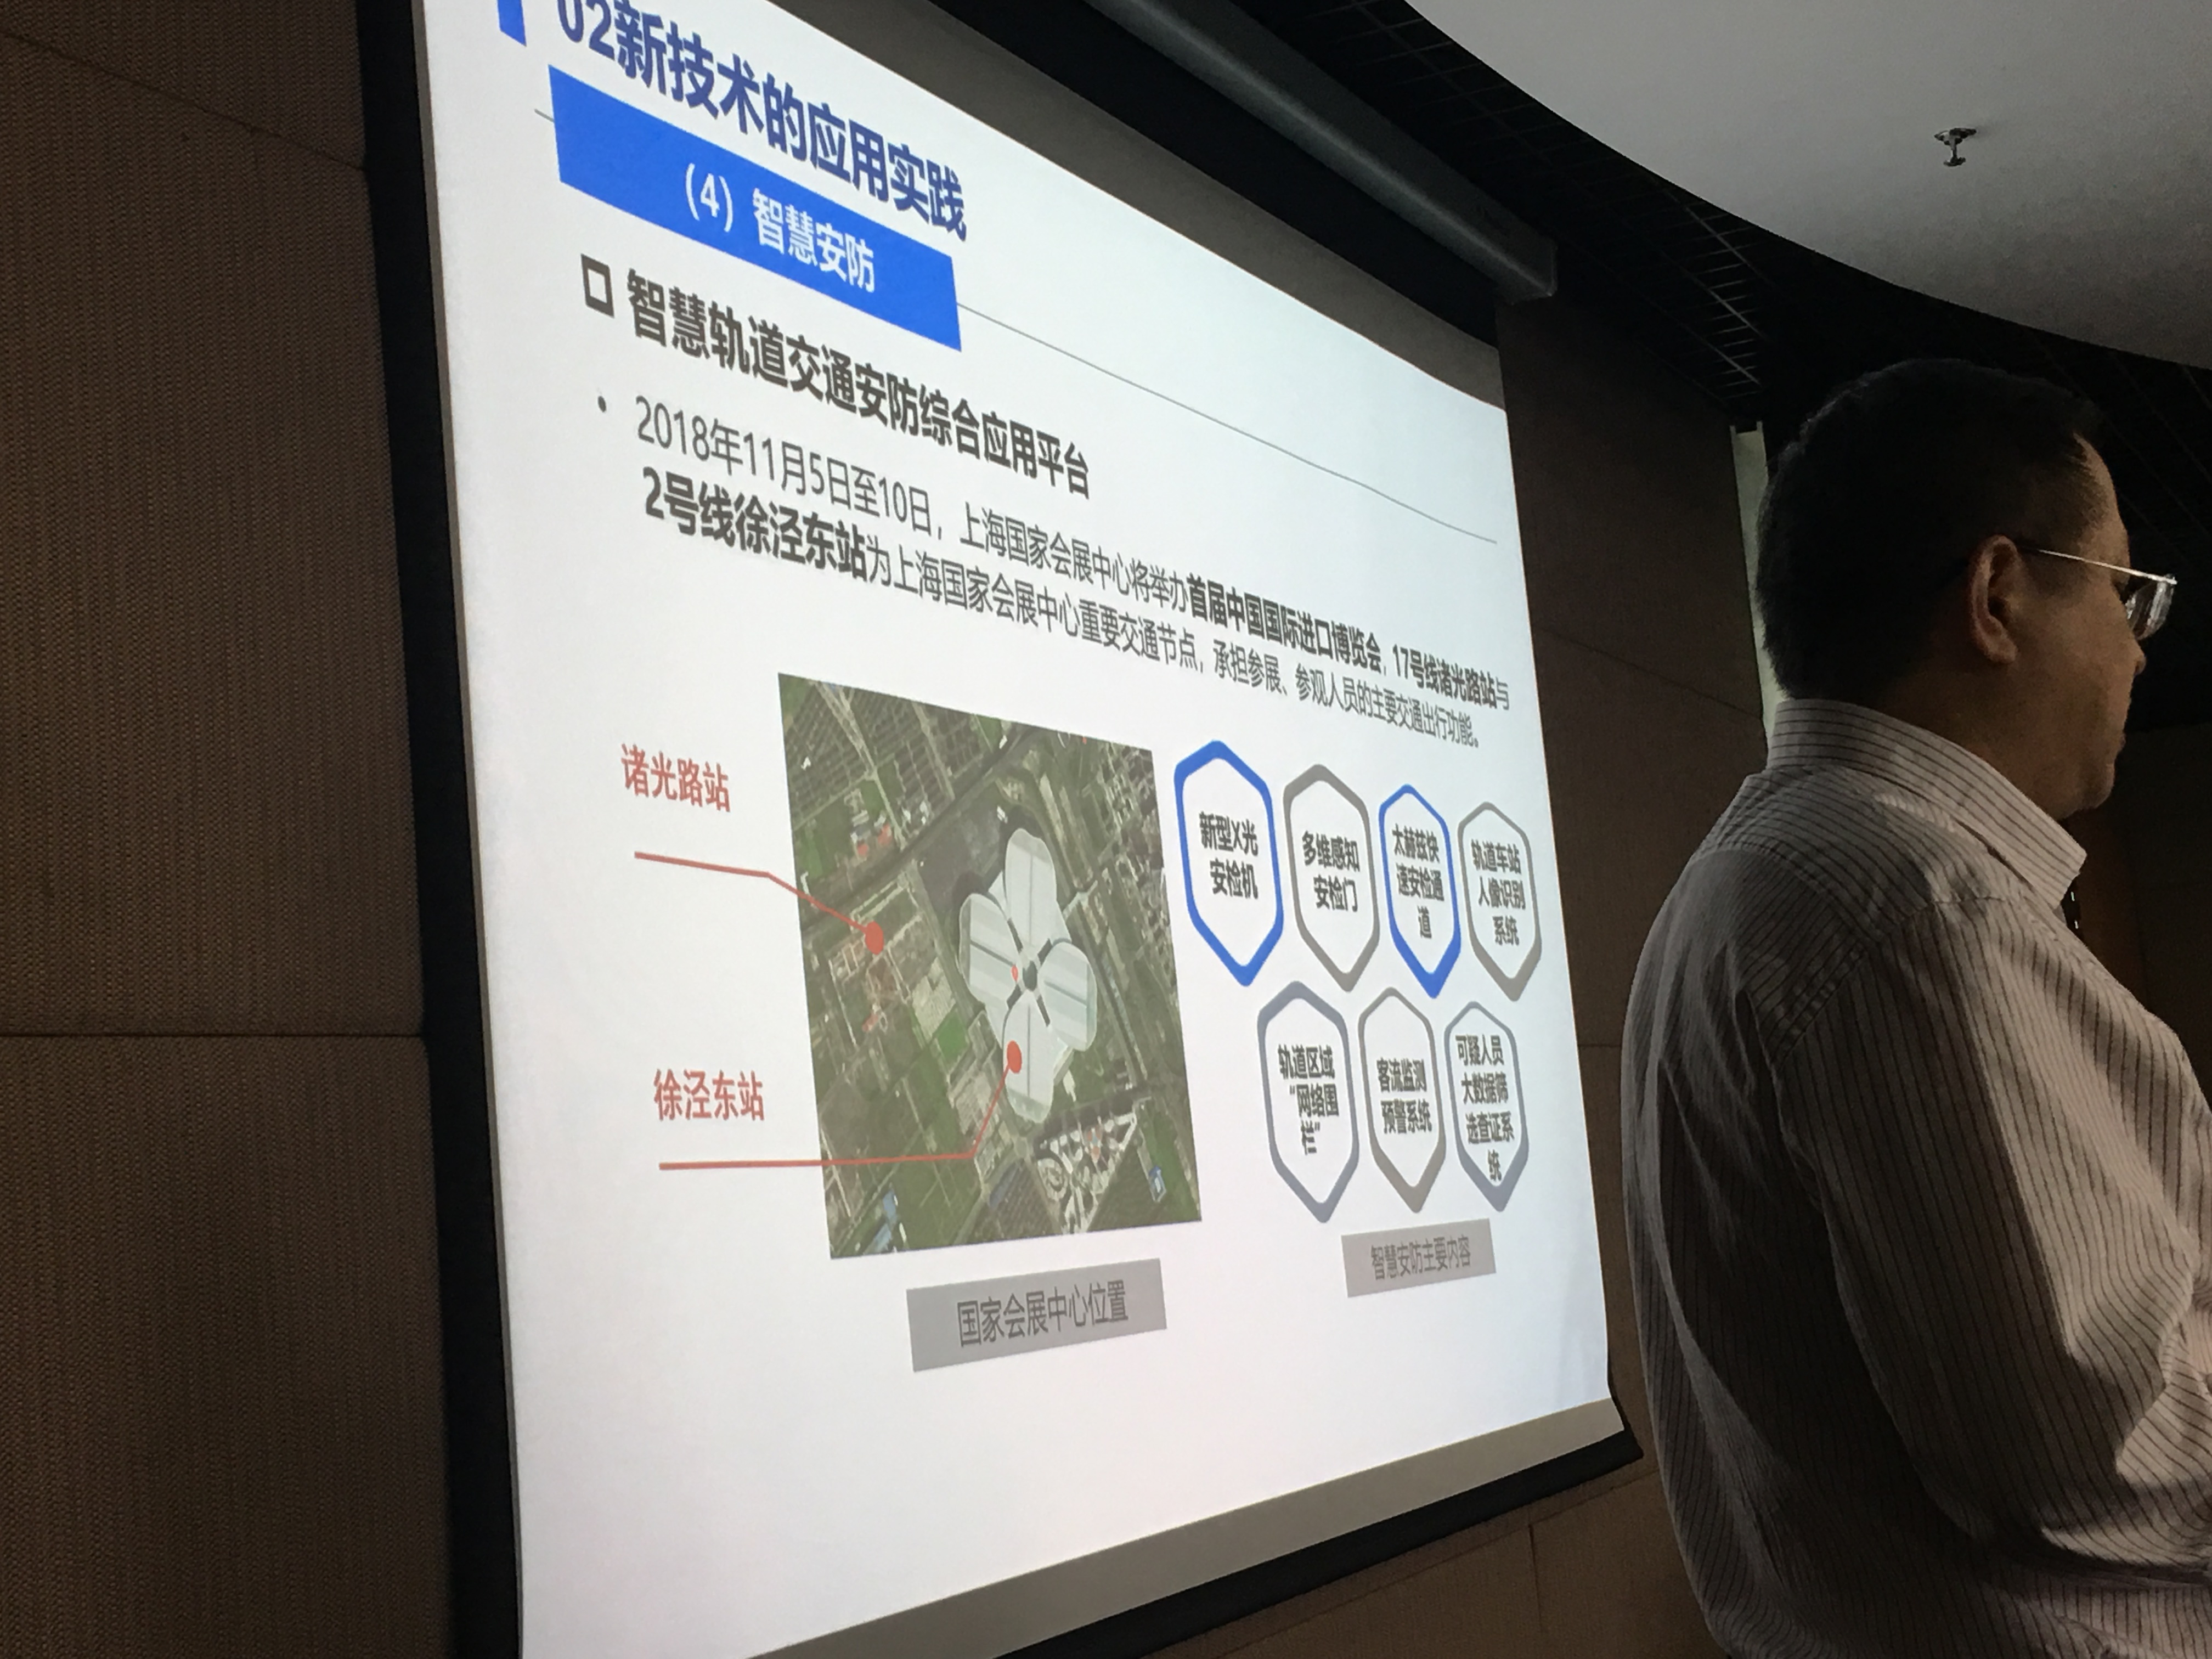 02新技术的应用实践
(4) 智慧安防
智慧轨道交通安防综合应用平台
• 2018年11月5日至10日，上海国家会展中心将举办首届中国国际进口博览会, 17号线诸光路站与
2号线徐泾东站为上海国家会展中心重要交通节点, 承担参展、参观人员的主要交通出行功能。
诸光路站
徐泾东站
新型X光
安检机
多维感知
安检门
太赫兹快
速安检通
道
轨道车站
人像识别
系统
轨道区域
“网络围
栏”
客流监测
预警系统
可疑人员
大数据筛
选查证系
统
国家会展中心位置
智慧安防主要内容